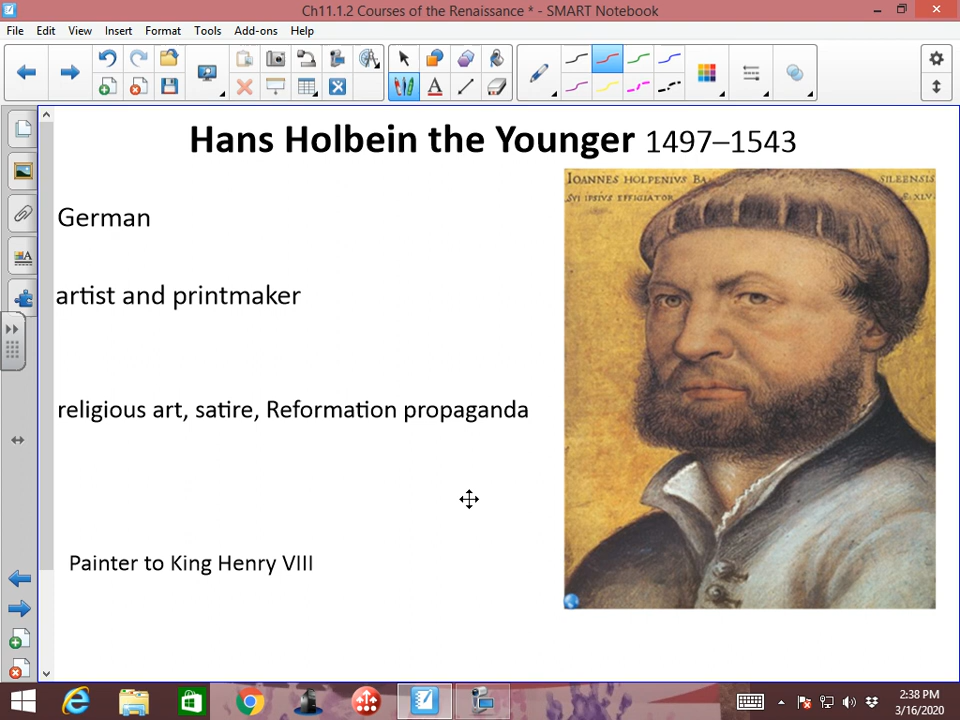 Ch11.1.2 Courses of the Renaissance * - SMART Notebook
File Edit View Insert Format Tools Add-ons Help
Hans Holbein the Younger 1497–1543
IOANNES HOLPENIVS BA SILEENSIS
SVI IPSIVS EFFIGIATOR Æ. XLV
German
artist and printmaker
religious art, satire, Reformation propaganda
Painter to King Henry VIII
2:38 PM
3/16/2020